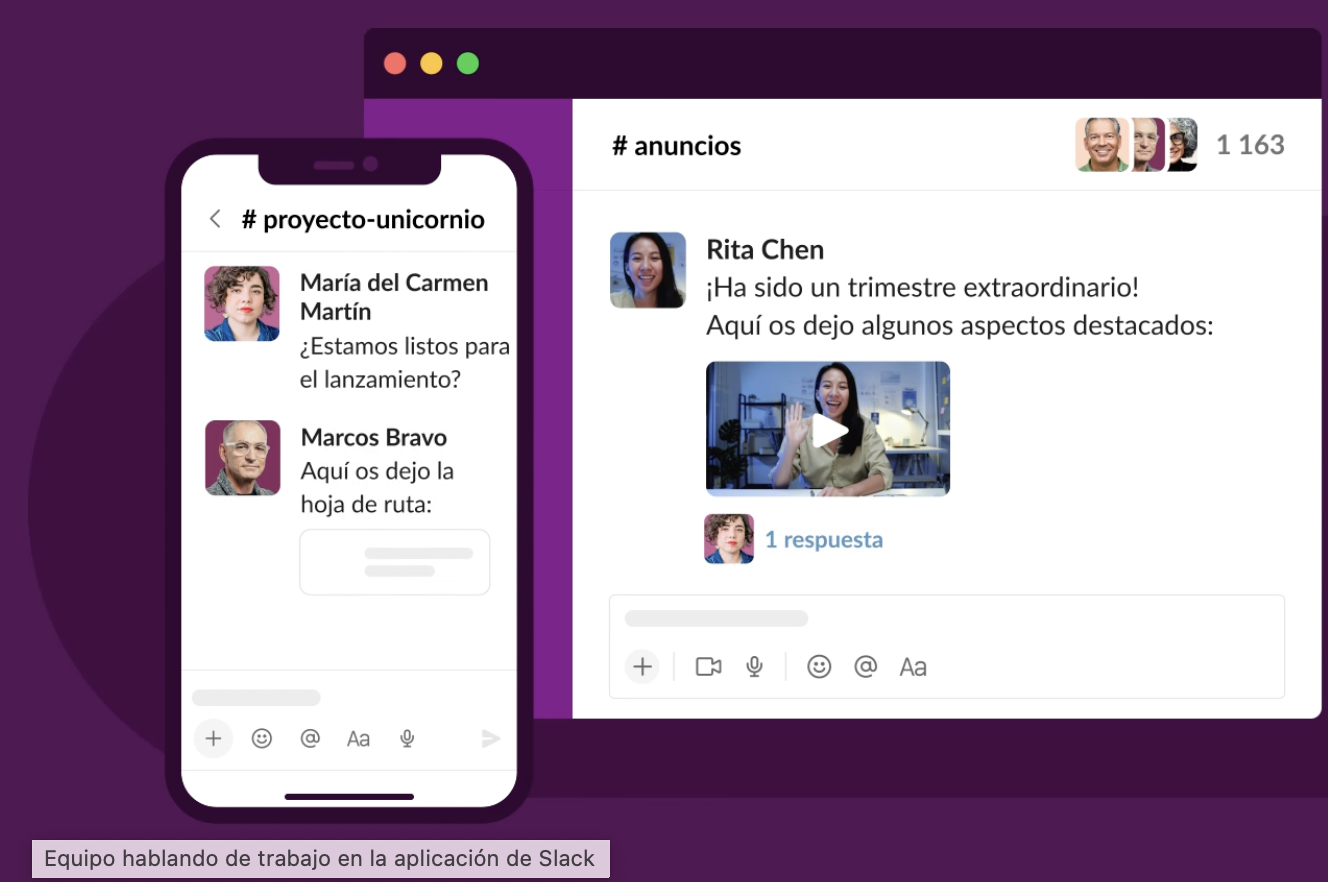 # proyecto-unicornio
María del Carmen
Martín
¿Estamos listos para
el lanzamiento?
Marcos Bravo
Aquí os dejo la
hoja de ruta:
Aa
# anuncios
1 163
Rita Chen
¡Ha sido un trimestre extraordinario!
Aquí os dejo algunos aspectos destacados:
1 respuesta
Aa
Equipo hablando de trabajo en la aplicación de Slack